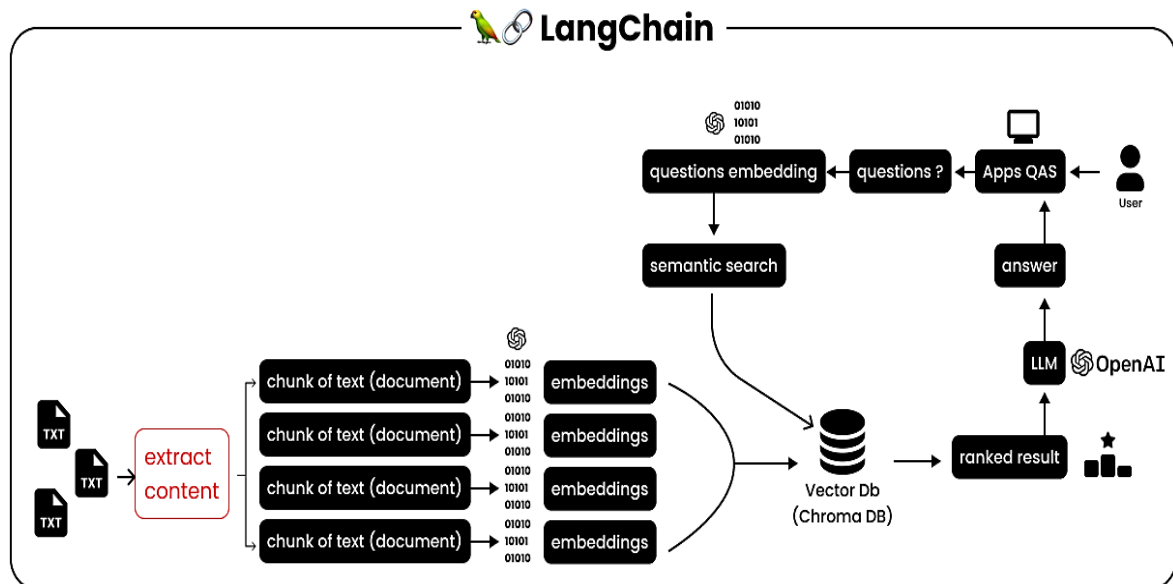 LangChain
01010
10101
01010
questions embedding
questions ?
Apps QAS
User
semantic search
answer
LLM
OpenAI
TXT
TXT
TXT
extract
content
chunk of text (document)
01010
10101
01010
embeddings
chunk of text (document)
01010
10101
01010
embeddings
chunk of text (document)
01010
10101
01010
embeddings
chunk of text (document)
01010
10101
01010
embeddings
Vector Db
(Chroma DB)
ranked result